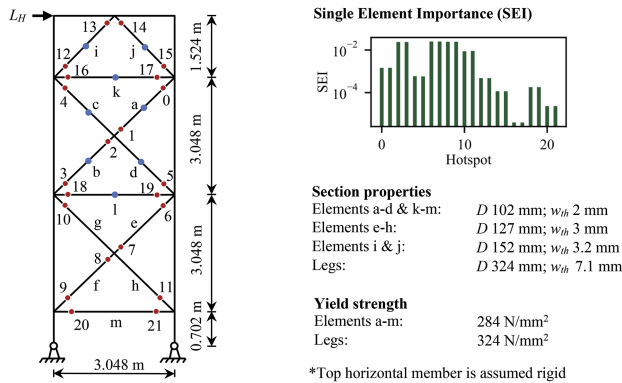 L_H
13
14
12
i
j
15
16
17
k
4
c
a
0
1
2
3
b
d
5
18
19
l
10
g
e
6
7
8
9
f
h
11
20
m
21
1.524 m
3.048 m
3.048 m
0.702 m
3.048 m
Single Element Importance (SEI)
SEI
10⁻²
10⁻⁴
0
10
20
Hotspot
Section properties
Elements a-d & k-m: D 102 mm; w_th 2 mm
Elements e-h: D 127 mm; w_th 3 mm
Elements i & j: D 152 mm; w_th 3.2 mm
Legs: D 324 mm; w_th 7.1 mm
Yield strength
Elements a-m: 284 N/mm²
Legs: 324 N/mm²
*Top horizontal member is assumed rigid